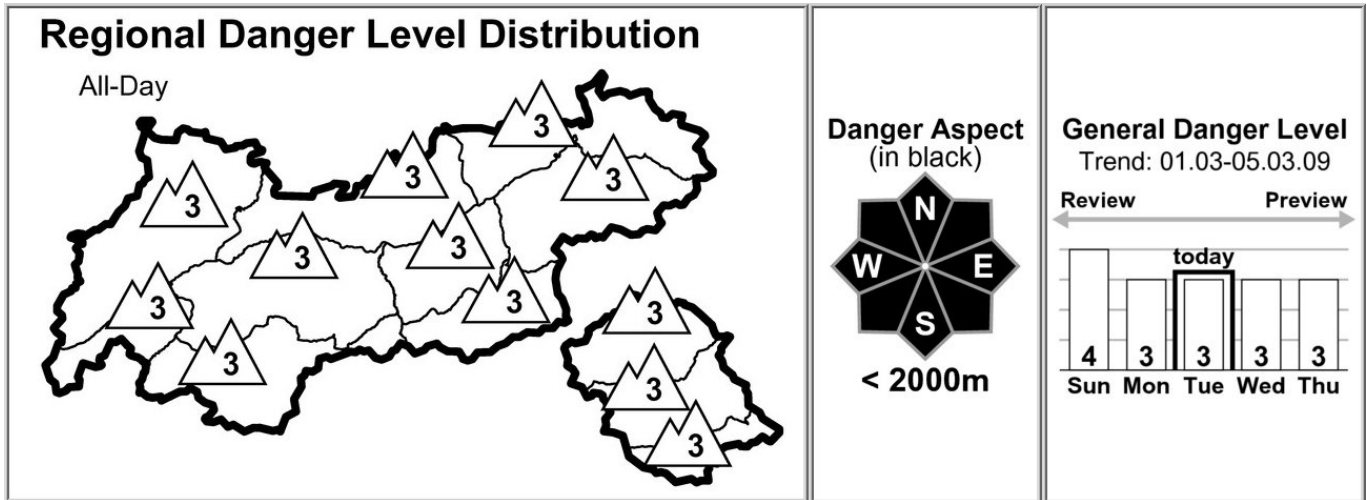 Regional Danger Level Distribution
All-Day
3
3
3
3
3
3
3
3
3
3
3
3
Danger Aspect
(in black)
N
W E
S
< 2000m
General Danger Level
Trend: 01.03-05.03.09
Review Preview
today
4 3 3 3 3
Sun Mon Tue Wed Thu